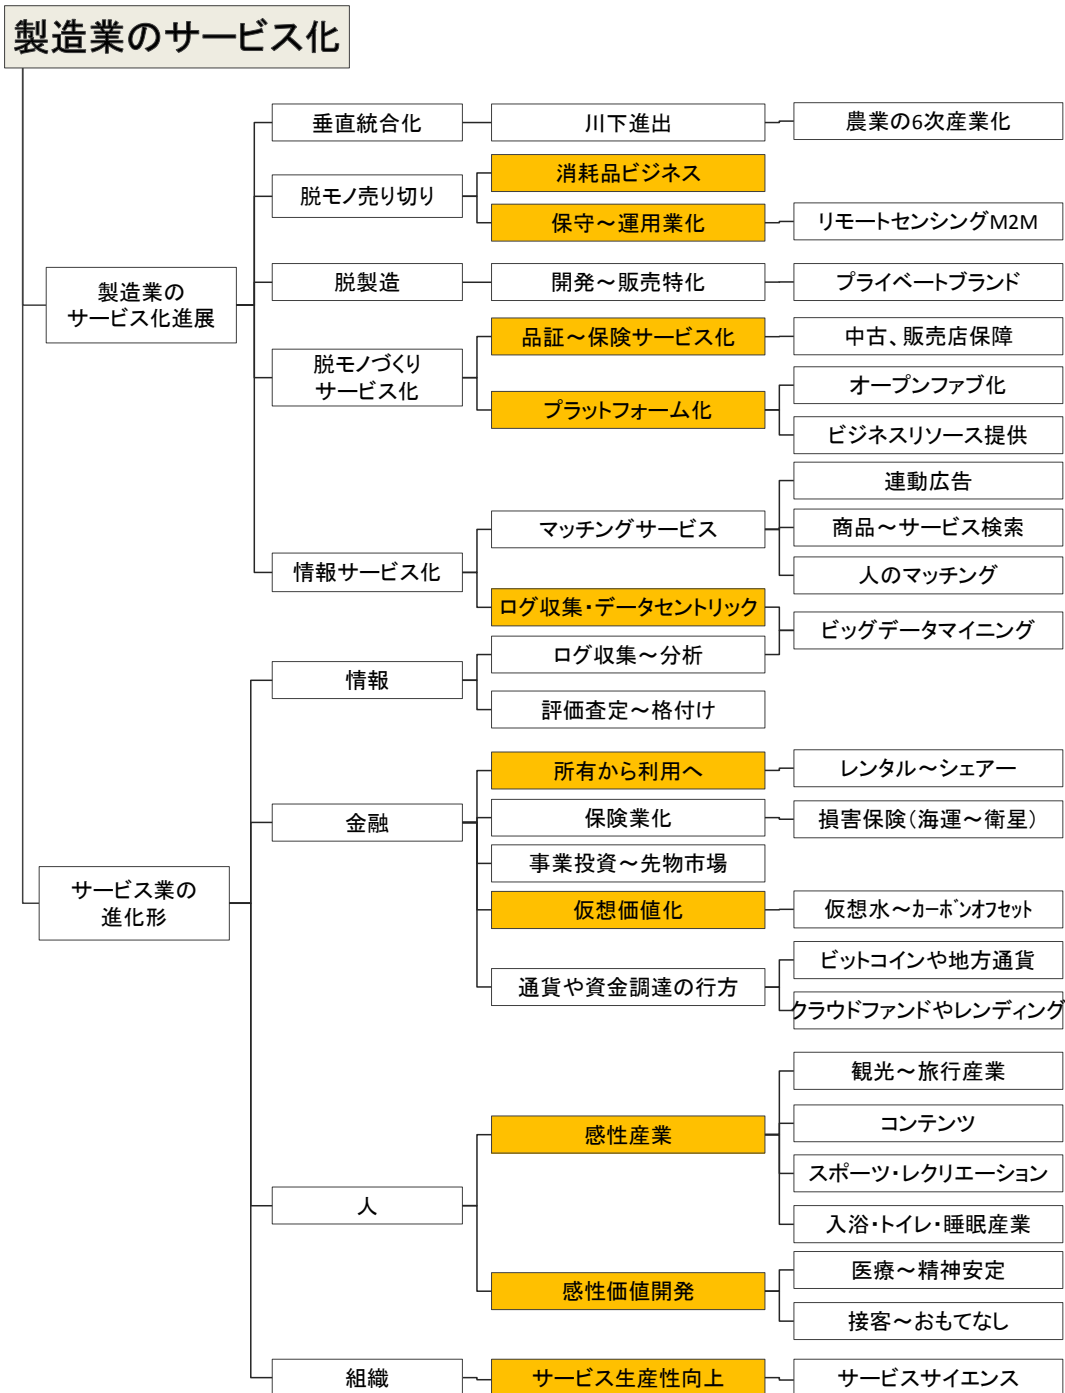 製造業のサービス化
垂直統合化
川下進出
農業の6次産業化
脱モノ売り切り
消耗品ビジネス
保守～運用業化
リモートセンシングM2M
製造業の
サービス化進展
脱製造
開発～販売特化
プライベートブランド
脱モノづくり
サービス化
品証～保険サービス化
中古、販売店保障
プラットフォーム化
オープンファブ化
ビジネスリソース提供
情報サービス化
マッチングサービス
連動広告
商品～サービス検索
人のマッチング
ログ収集・データセントリック
ビッグデータマイニング
サービス業の
進化形
情報
ログ収集～分析
評価査定～格付け
金融
所有から利用へ
レンタル～シェアー
保険業化
損害保険（海運～衛星）
事業投資～先物市場
仮想価値化
仮想水～ｶｰﾎﾞﾝオフセット
通貨や資金調達の行方
ビットコインや地方通貨
クラウドファンドやレンディング
人
感性産業
観光～旅行産業
コンテンツ
スポーツ・レクリエーション
入浴・トイレ・睡眠産業
感性価値開発
医療～精神安定
接客～おもてなし
組織
サービス生産性向上
サービスサイエンス